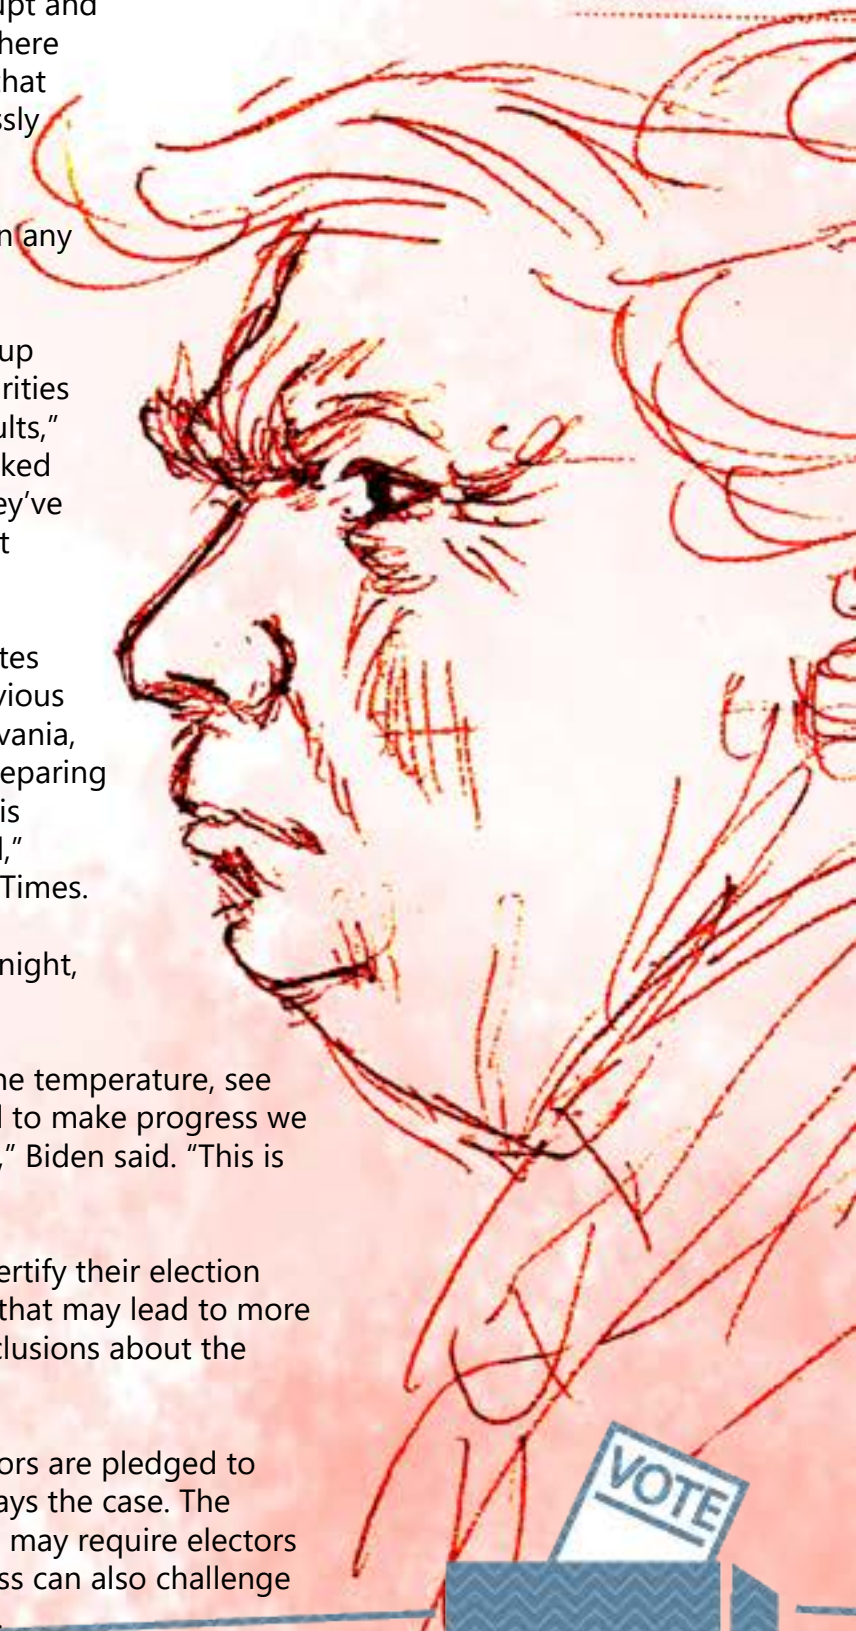 upt and
here
that
ssly
n any
up
rities
ults,”
ked
ey’ve
t
tes
vious
vania,
eparing
is
l,”
Times.
night,
he temperature, see
d to make progress we
,” Biden said. “This is
ertify their election
that may lead to more
clusions about the
ors are pledged to
ays the case. The
may require electors
ss can also challenge
VOTE